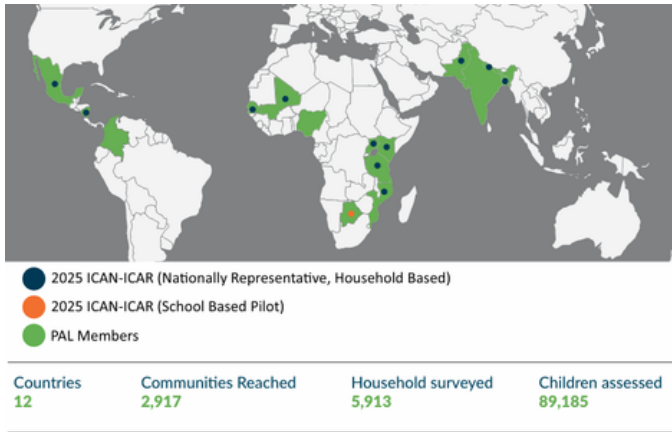 2025 ICAN-ICAR (Nationally Representative, Household Based)
2025 ICAN-ICAR (School Based Pilot)
PAL Members
Countries
12
Communities Reached
2,917
Household surveyed
5,913
Children assessed
89,185